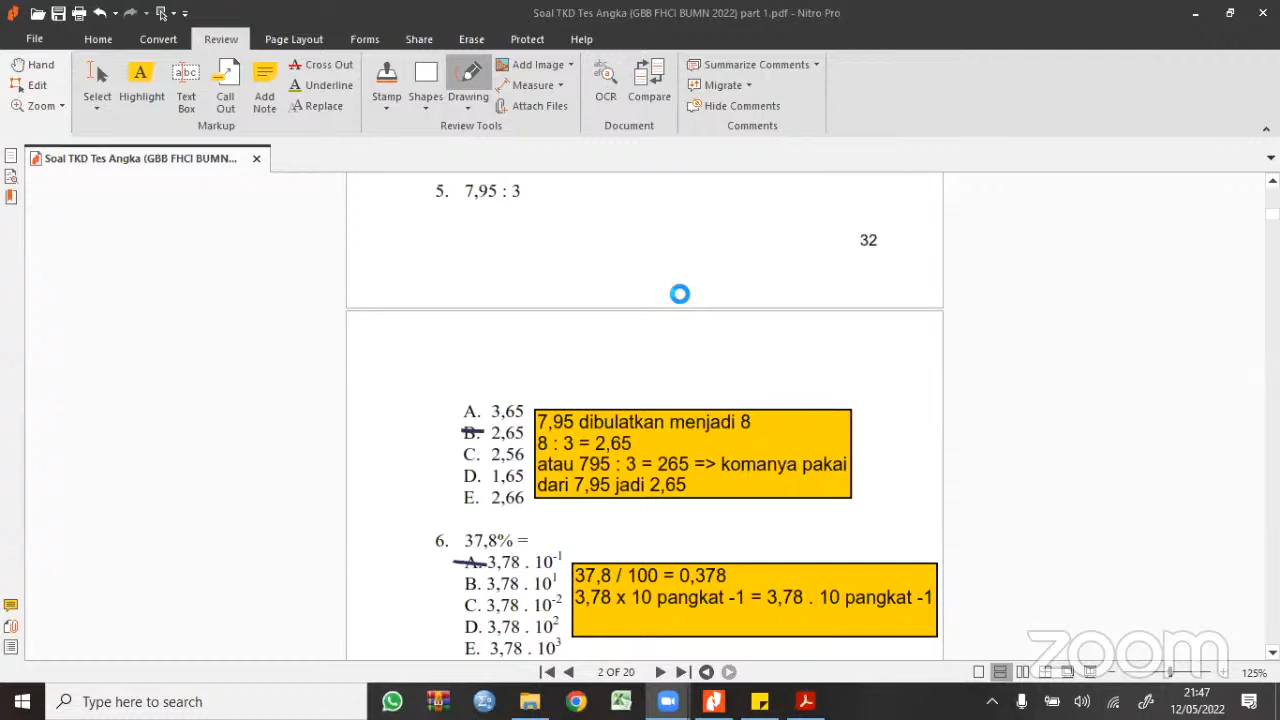 Soal TKD Tes Angka (GBB FHCI BUMN 2022) part 1.pdf - Nitro Pro
File Home Convert Review Page Layout Forms Share Erase Protect Help
Hand
Edit
Zoom
Select
Highlight
Text Box
Call Out
Add Note
Cross Out
Underline
Replace
Markup
Stamp
Shapes
Drawing
Add Image
Measure
Attach Files
Review Tools
OCR
Compare
Document
Summarize Comments
Migrate
Hide Comments
Comments
Soal TKD Tes Angka (GBB FHCI BUMN...
5. 7,95 : 3
32
A. 3,65
B. 2,65
C. 2,56
D. 1,65
E. 2,66
7,95 dibulatkan menjadi 8
8 : 3 = 2,65
atau 795 : 3 = 265 => komanya pakai
dari 7,95 jadi 2,65
6. 37,8% =
A. 3,78 . 10⁻¹
B. 3,78 . 10¹
C. 3,78 . 10⁻²
D. 3,78 . 10²
E. 3,78 . 10³
37,8 / 100 = 0,378
3,78 x 10 pangkat -1 = 3,78 . 10 pangkat -1
zoom
2 OF 20
125%
Type here to search
21:47
12/05/2022